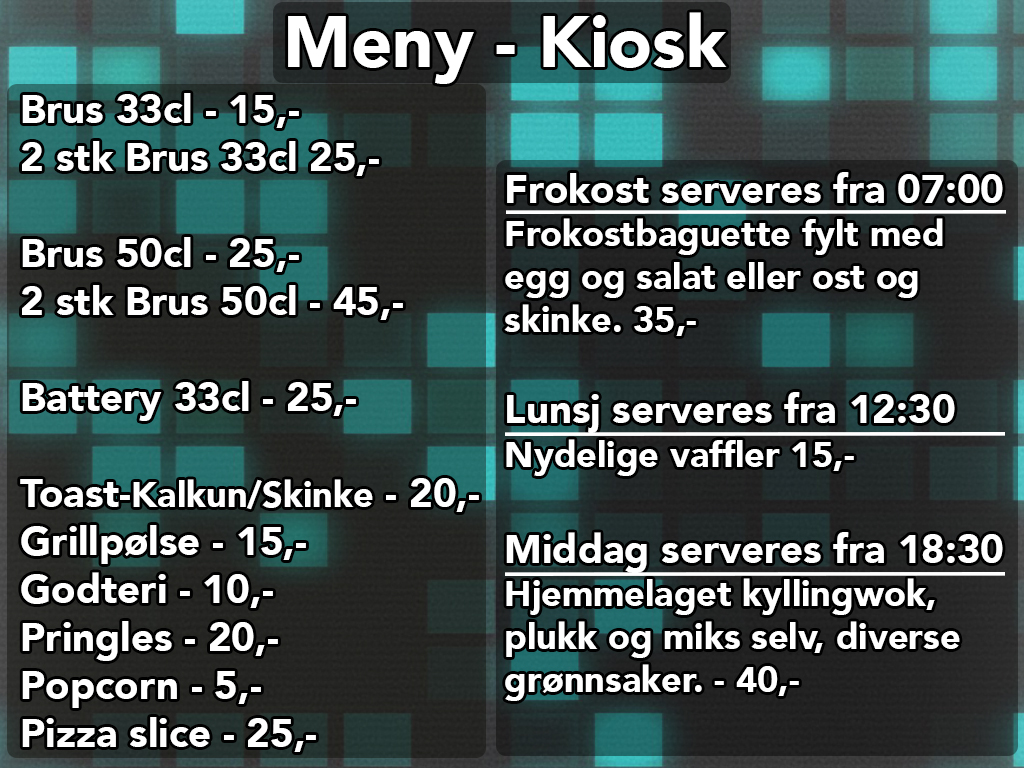 Meny - Kiosk
Brus 33cl - 15,-
2 stk Brus 33cl 25,-
Brus 50cl - 25,-
2 stk Brus 50cl - 45,-
Battery 33cl - 25,-
Toast-Kalkun/Skinke - 20,-
Grillpølse - 15,-
Godteri - 10,-
Pringles - 20,-
Popcorn - 5,-
Pizza slice - 25,-
Frokost serveres fra 07:00
Frokostbaguette fylt med
egg og salat eller ost og
skinke. 35,-
Lunsj serveres fra 12:30
Nydelige vaffler 15,-
Middag serveres fra 18:30
Hjemmelaget kyllingwok,
plukk og miks selv, diverse
grønnsaker. - 40,-